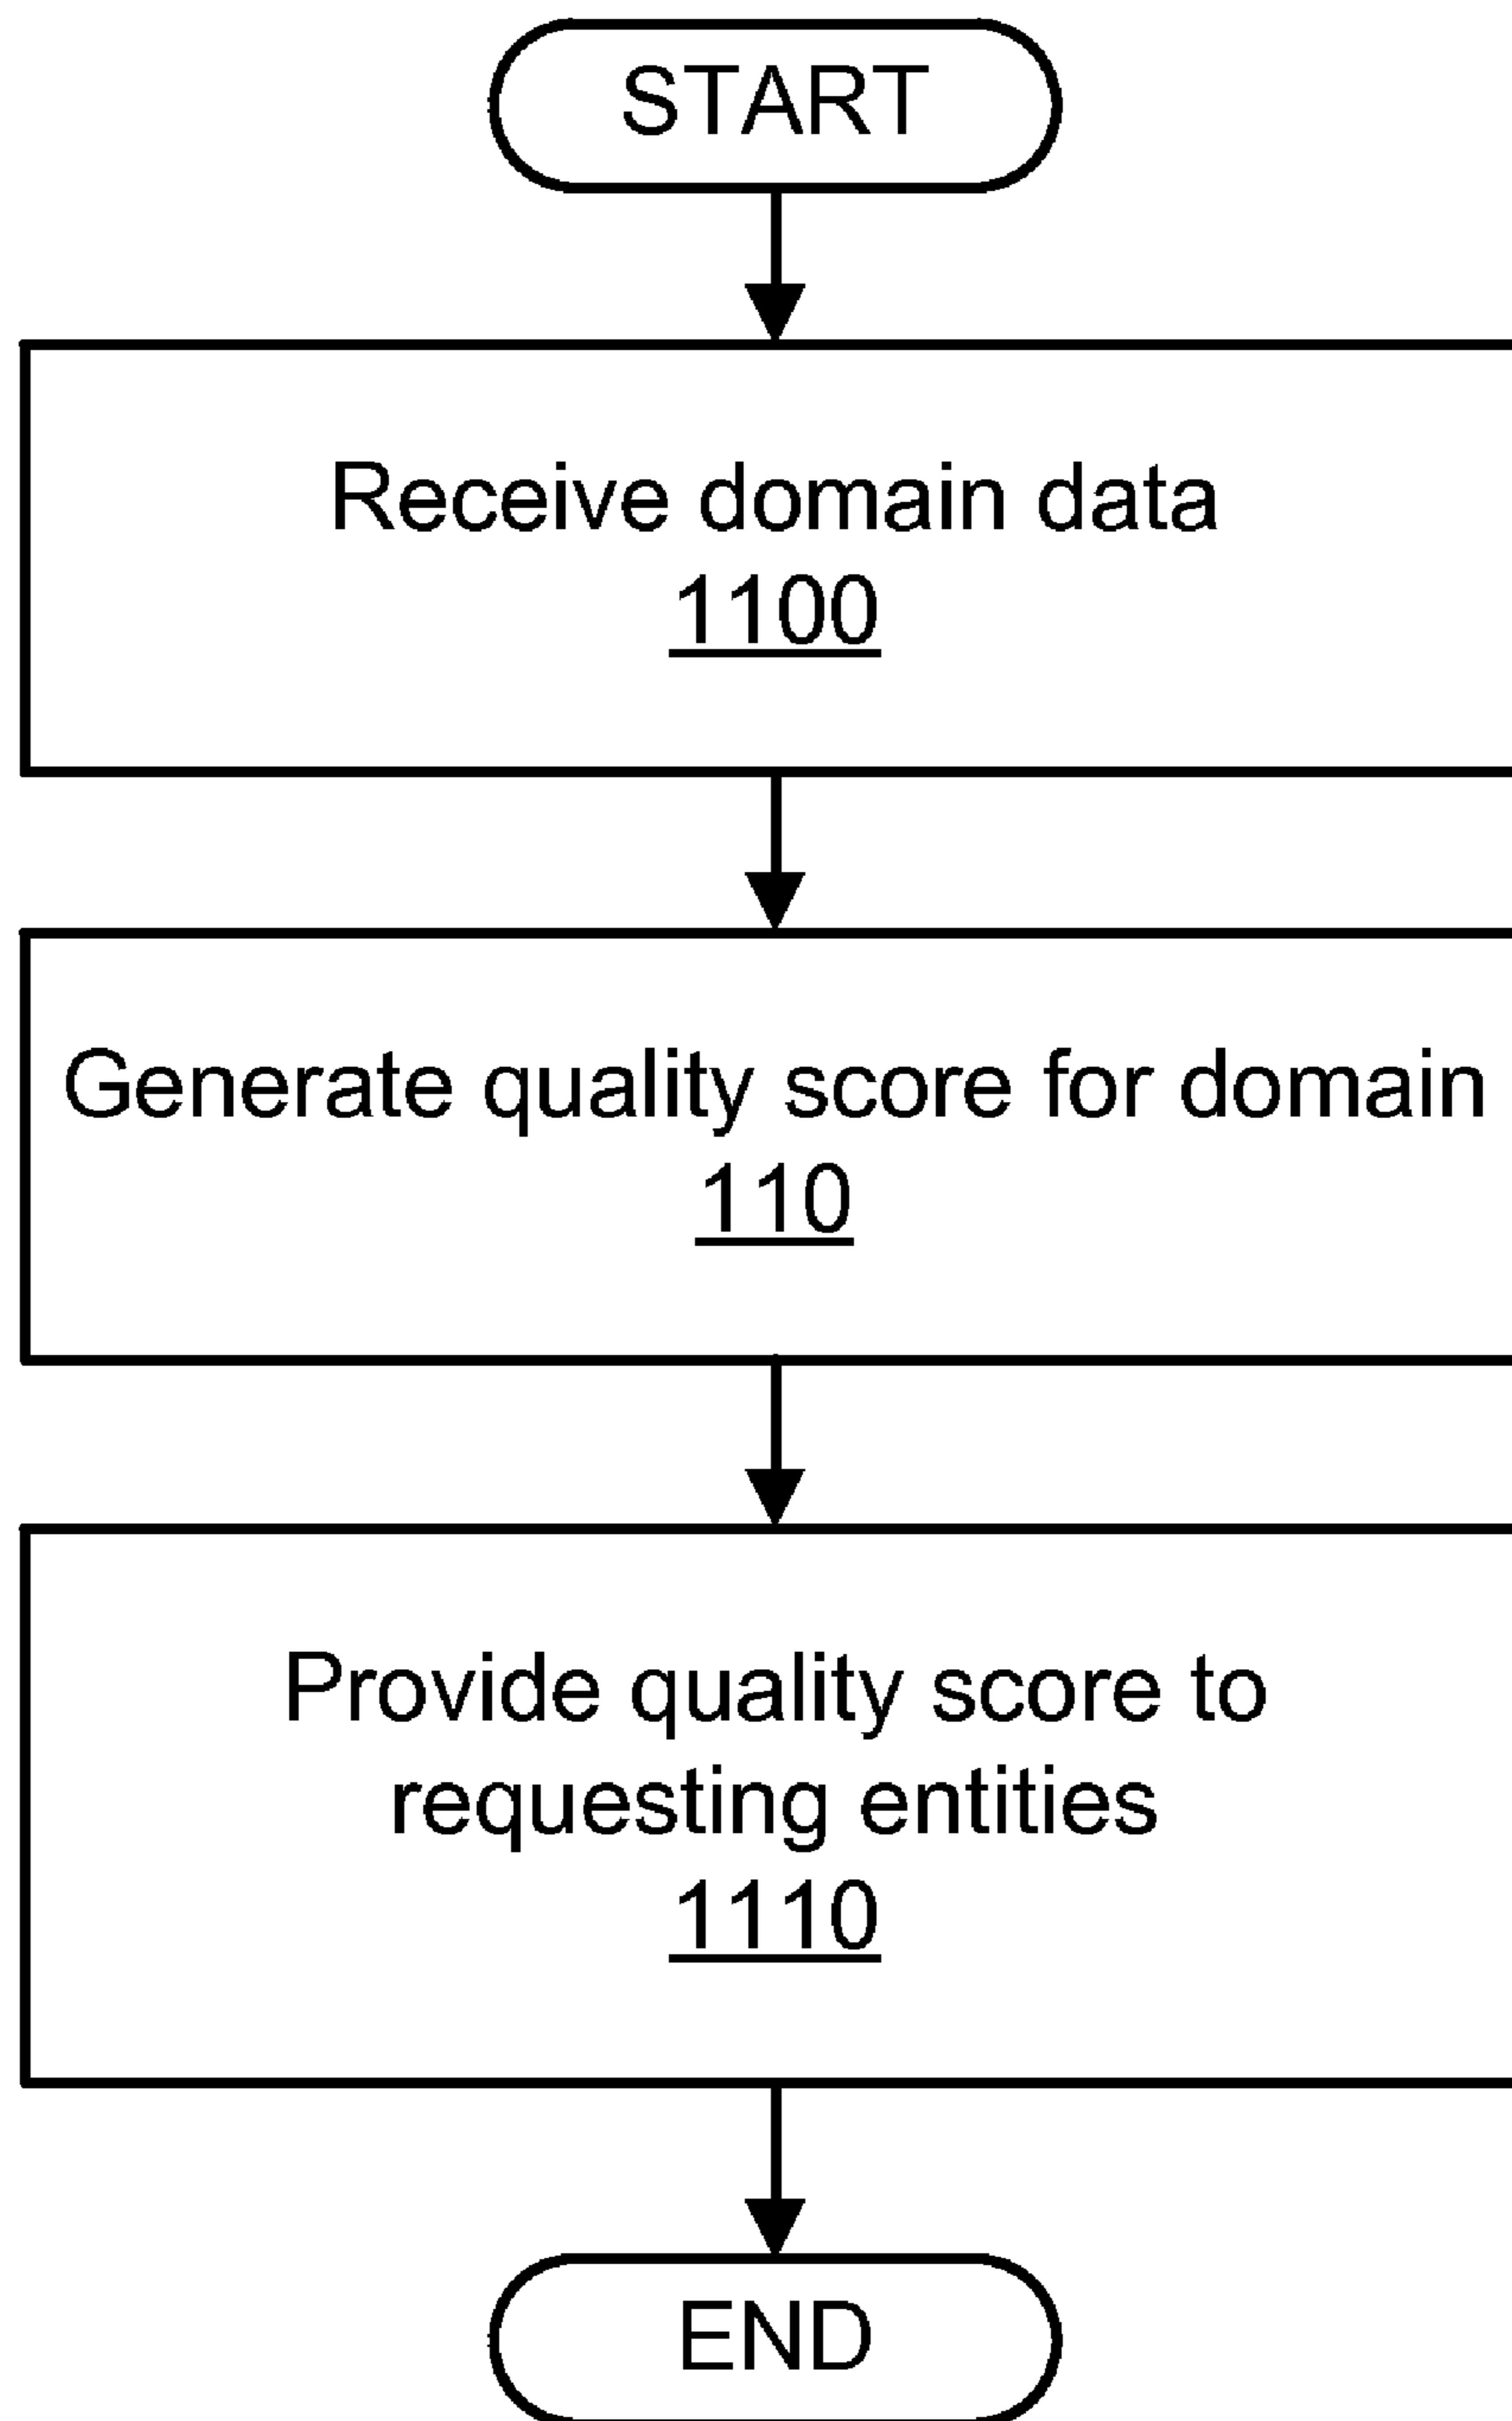 START
Receive domain data
1100
Generate quality score for domain
110
Provide quality score to
requesting entities
1110
END